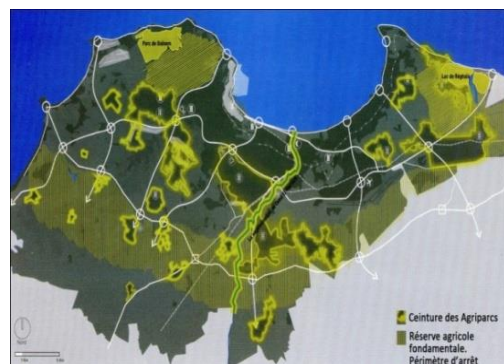 Parc de Baïnem
Lac de Réghaïa
Ceinture des Agriparcs
Réserve agricole
fondamentale.
Périmètre d'arrêt